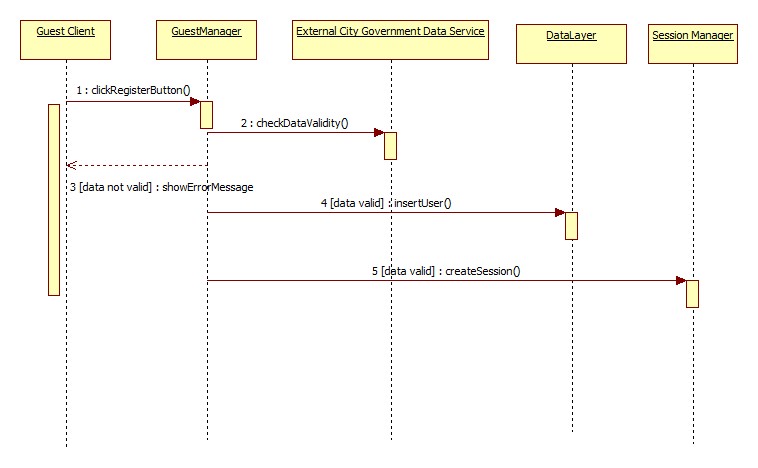 Guest Client
GuestManager
External City Government Data Service
DataLayer
Session Manager
1 : clickRegisterButton()
2 : checkDataValidity()
3 [data not valid] : showErrorMessage
4 [data valid] : insertUser()
5 [data valid] : createSession()